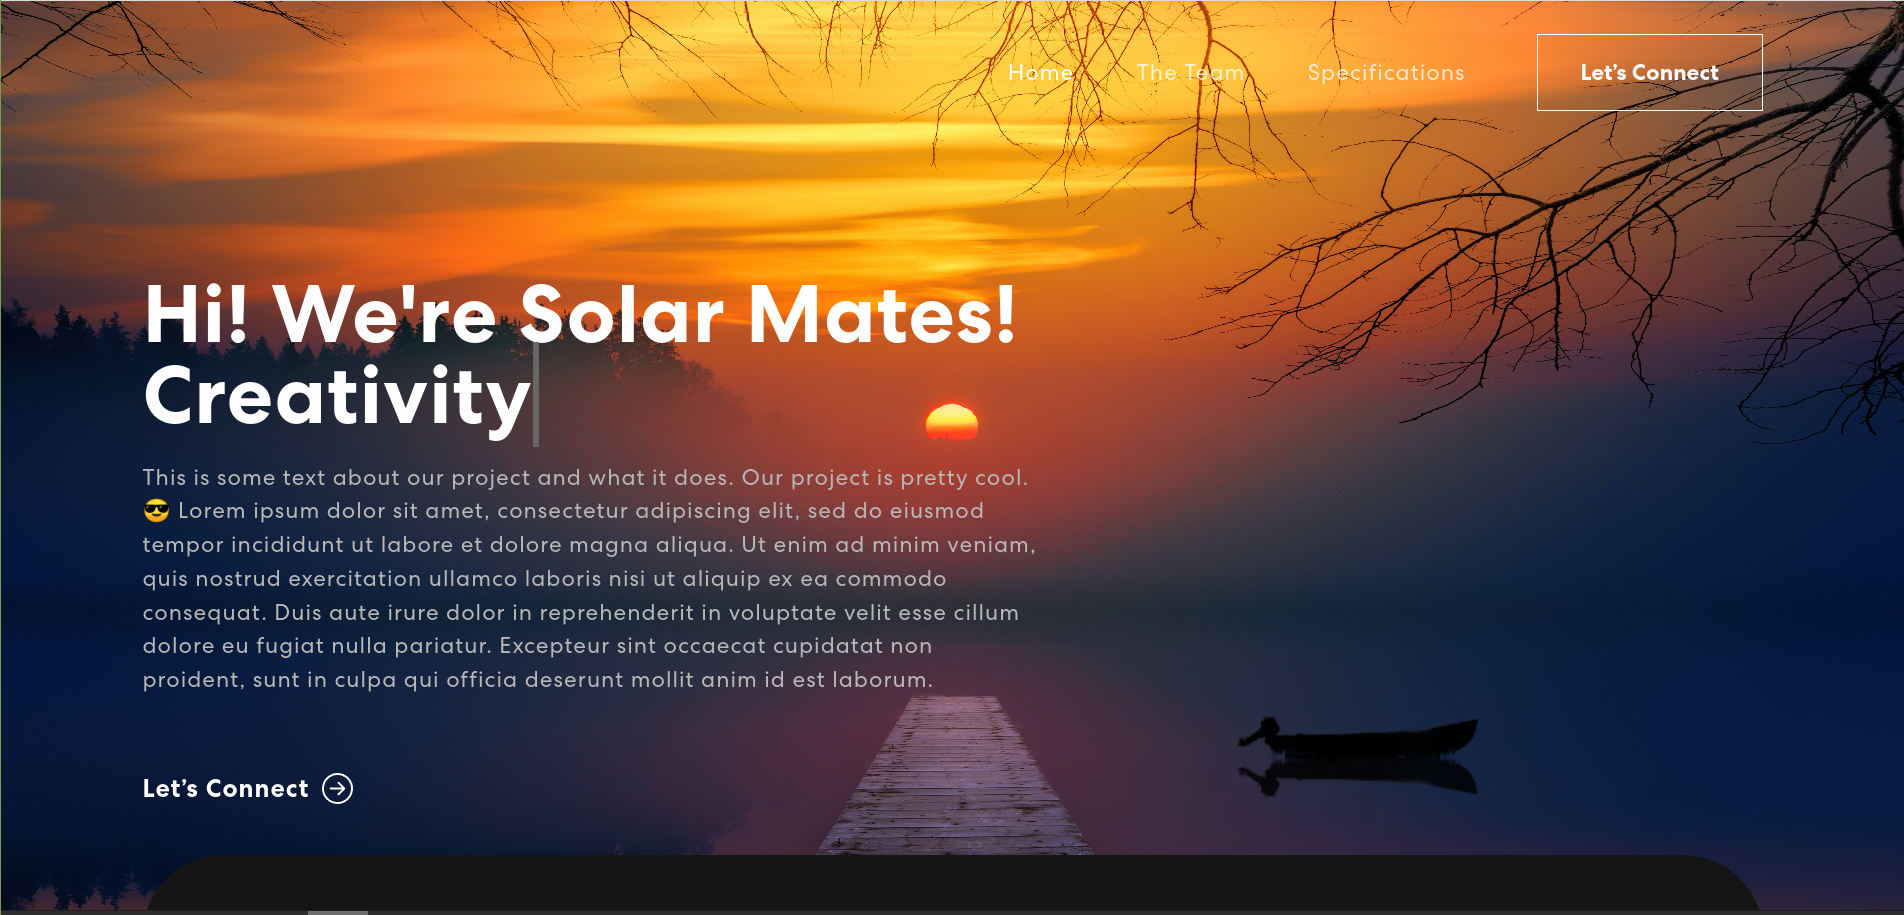 Home The Team Specifications Let’s Connect
Hi! We're Solar Mates!
Creativity
This is some text about our project and what it does. Our project is pretty cool.
😎 Lorem ipsum dolor sit amet, consectetur adipiscing elit, sed do eiusmod
tempor incididunt ut labore et dolore magna aliqua. Ut enim ad minim veniam,
quis nostrud exercitation ullamco laboris nisi ut aliquip ex ea commodo
consequat. Duis aute irure dolor in reprehenderit in voluptate velit esse cillum
dolore eu fugiat nulla pariatur. Excepteur sint occaecat cupidatat non
proident, sunt in culpa qui officia deserunt mollit anim id est laborum.
Let’s Connect